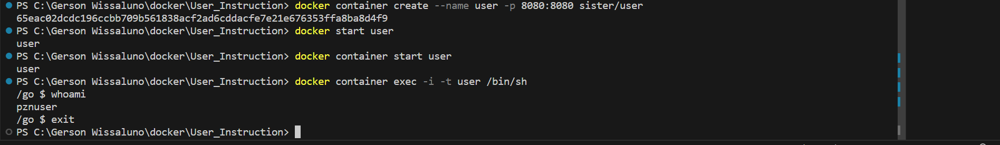 PS C:\Gerson Wissaluno\docker\User_Instruction> docker container create --name user -p 8080:8080 sister/user
65eac02dcdc196ccbb709b561838acf2ad6cddacfe7e21e676353ffa8ba8d4f9
PS C:\Gerson Wissaluno\docker\User_Instruction> docker start user
user
PS C:\Gerson Wissaluno\docker\User_Instruction> docker container start user
user
PS C:\Gerson Wissaluno\docker\User_Instruction> docker container exec -i -t user /bin/sh
/go $ whoami
pznuser
/go $ exit
PS C:\Gerson Wissaluno\docker\User_Instruction>